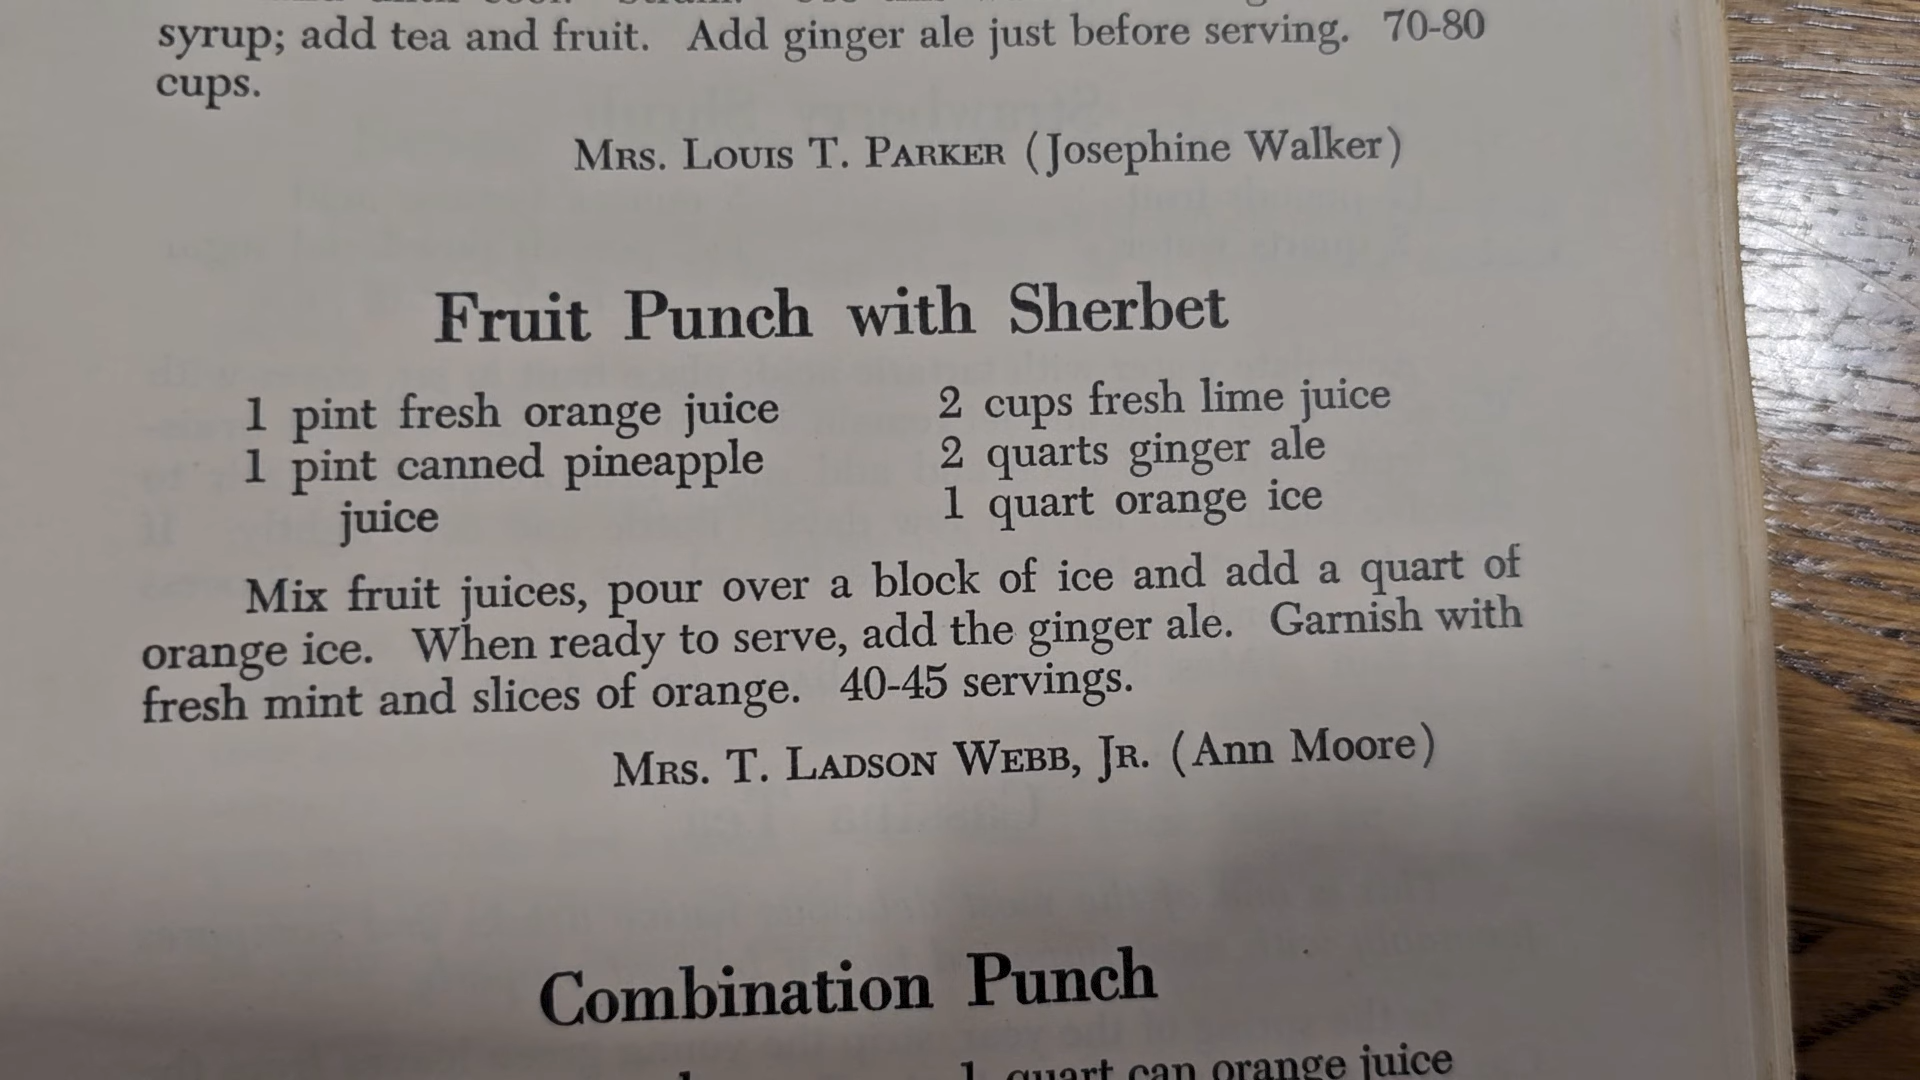 syrup; add tea and fruit. Add ginger ale just before serving. 70-80
cups.
Mrs. Louis T. Parker (Josephine Walker)
Fruit Punch with Sherbet
1 pint fresh orange juice
1 pint canned pineapple
juice
2 cups fresh lime juice
2 quarts ginger ale
1 quart orange ice
Mix fruit juices, pour over a block of ice and add a quart of
orange ice. When ready to serve, add the ginger ale. Garnish with
fresh mint and slices of orange. 40-45 servings.
Mrs. T. Ladson Webb, Jr. (Ann Moore)
Combination Punch
1 quart can orange juice